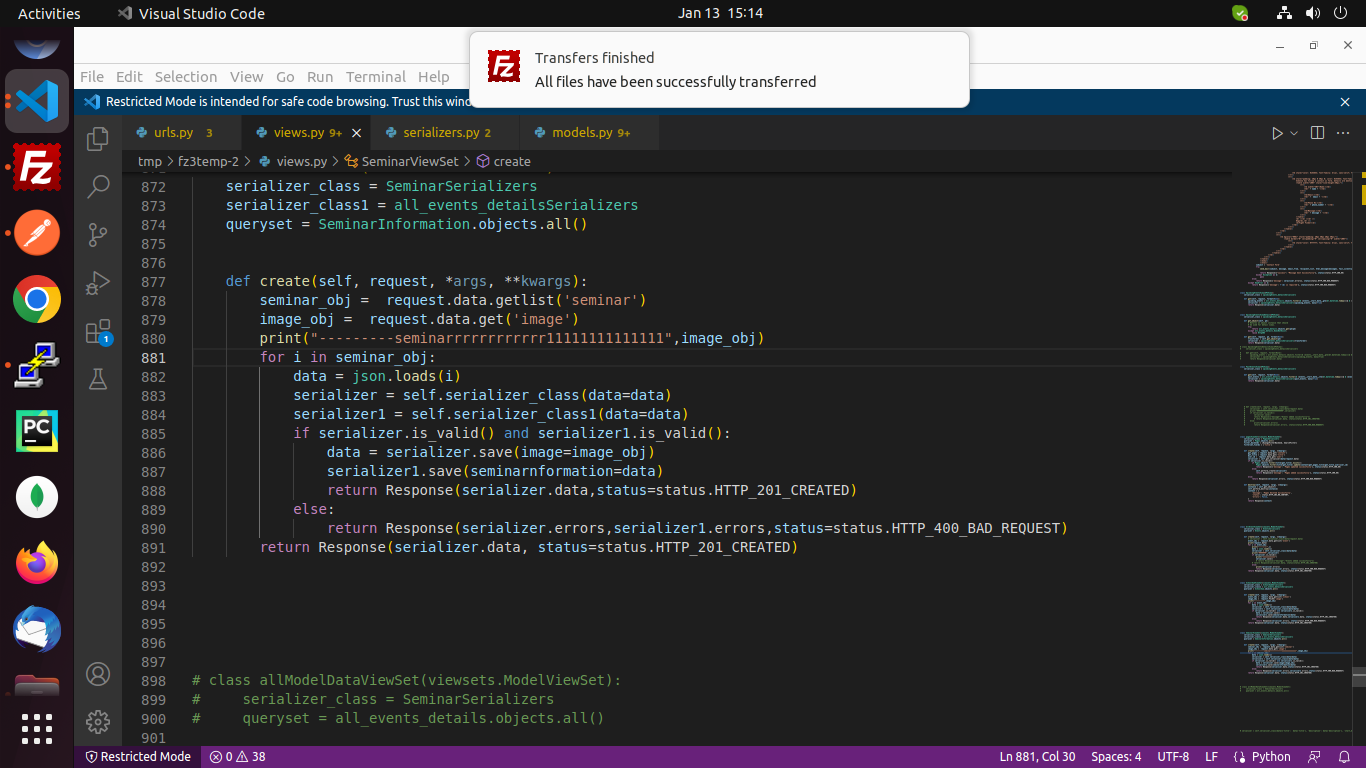 Activities
Visual Studio Code
Jan 13 15:14
Transfers finished
All files have been successfully transferred
File Edit Selection View Go Run Terminal Help
Restricted Mode is intended for safe code browsing. Trust this
urls.py 3
views.py 9+
serializers.py 2
models.py 9+
tmp > fz3temp-2 > views.py > SeminarViewSet > create
872 serializer_class = SeminarSerializers
873 serializer_class1 = all_events_detailsSerializers
874 queryset = SeminarInformation.objects.all()
875
876
877 def create(self, request, *args, **kwargs):
878 seminar_obj =  request.data.getlist('seminar')
879 image_obj =  request.data.get('image')
880 print("---------seminarrrrrrrrrrrr11111111111111",image_obj)
881 for i in seminar_obj:
882 data = json.loads(i)
883 serializer = self.serializer_class(data=data)
884 serializer1 = self.serializer_class1(data=data)
885 if serializer.is_valid() and serializer1.is_valid():
886 data = serializer.save(image=image_obj)
887 serializer1.save(seminarnformation=data)
888 return Response(serializer.data,status=status.HTTP_201_CREATED)
889 else:
890 return Response(serializer.errors,serializer1.errors,status=status.HTTP_400_BAD_REQUEST)
891 return Response(serializer.data, status=status.HTTP_201_CREATED)
892
893
894
895
896
897
898 # class allModelDataViewSet(viewsets.ModelViewSet):
899 #     serializer_class = SeminarSerializers
900 #     queryset = all_events_details.objects.all()
901
Restricted Mode
0 38
Ln 881, Col 30
Spaces: 4
UTF-8
LF
Python